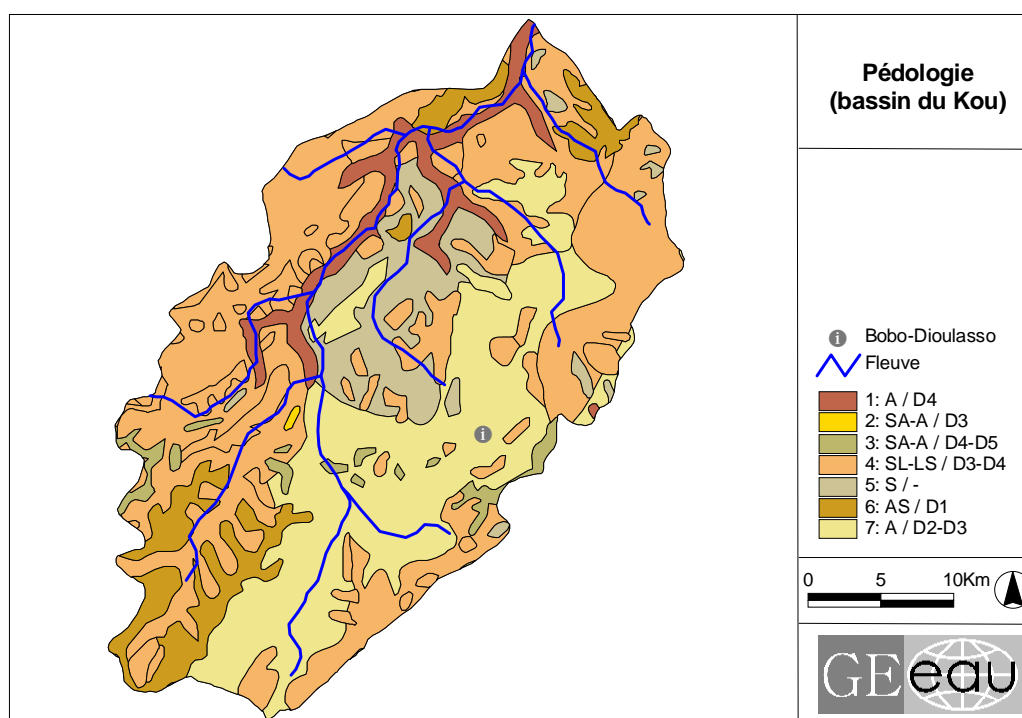 Pédologie
(bassin du Kou)
i Bobo-Dioulasso
Fleuve
1: A / D4
2: SA-A / D3
3: SA-A / D4-D5
4: SL-LS / D3-D4
5: S / -
6: AS / D1
7: A / D2-D3
0 5 10Km
GEeau
i